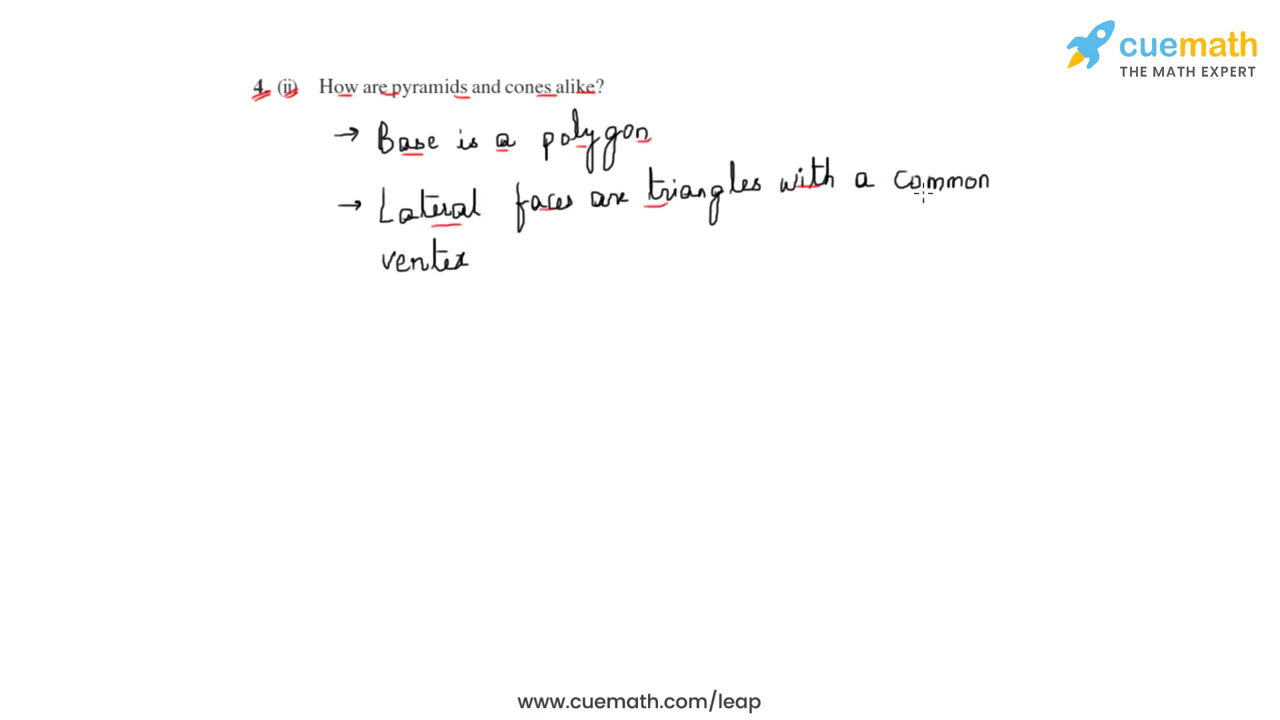 cuemath
THE MATH EXPERT
4. (ii) How are pyramids and cones alike?
→ Base is a polygon
→ Lateral faces are triangles with a common
vertex
www.cuemath.com/leap